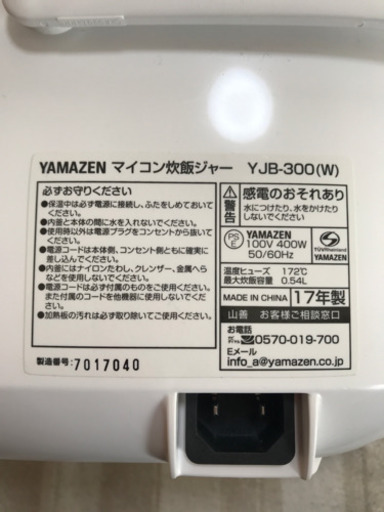 YAMAZEN マイコン炊飯ジャー YJB-300(W)
必ずお守りください
●保温中は必ず電源に接続し、ふたをしめておいてください。
●内釜と本体の間に水を入れないでください。
●使用時以外は必ず電源プラグをコンセントから抜いてください。
●電源コードは本体側、コンセント側ともに確実に差し込んでください。
●内釜にはナイロンたわし、クレンザー、金属へらなどを使用しないでください。
●電源コードは必ず付属のものをご使用ください。また付属のコードを他機器に使用しないでください。
●加熱板の汚れは必ず取り除いてご使用ください。
製造番号: 7017040
警告
感電のおそれあり
水につけたり、水をかけたりしないでください。
PS E
YAMAZEN
100V 400W
50/60Hz
TÜVRheinland
YAMAZEN
温度ヒューズ 172℃
最大炊飯容量 0.54L
MADE IN CHINA 17年製
山善 お客様ご相談窓口
お電話
0570-019-700
Eメール
info_a@yamazen.co.jp